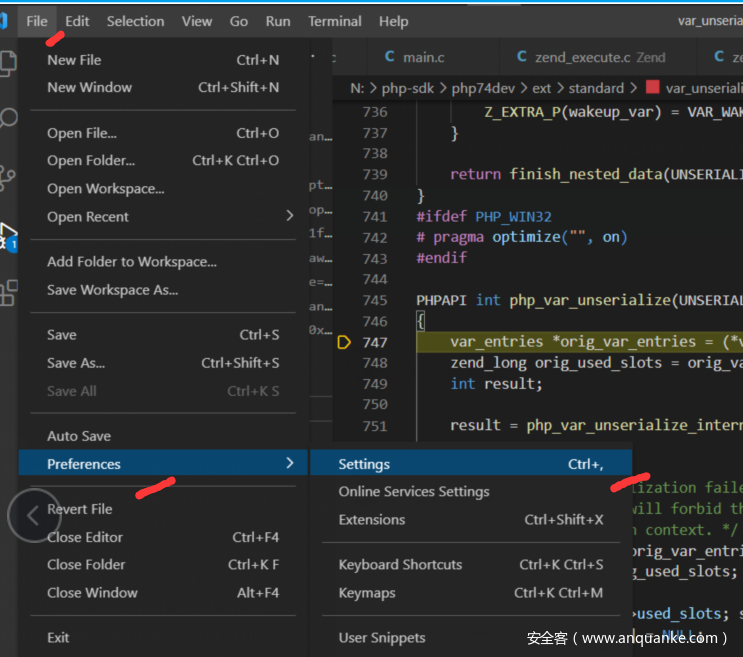 File Edit Selection View Go Run Terminal Help var_unseria
New File Ctrl+N
New Window Ctrl+Shift+N
Open File... Ctrl+O
Open Folder... Ctrl+K Ctrl+O
Open Workspace...
Open Recent
Add Folder to Workspace...
Save Workspace As...
Save Ctrl+S
Save As... Ctrl+Shift+S
Save All Ctrl+K S
Auto Save
Preferences
Revert File
Close Editor Ctrl+F4
Close Folder Ctrl+K F
Close Window Alt+F4
Exit
Settings Ctrl+,
Online Services Settings
Extensions Ctrl+Shift+X
Keyboard Shortcuts Ctrl+K Ctrl+S
Keymaps Ctrl+K Ctrl+M
User Snippets
C main.c C zend_execute.c Zend C ze
N: > php-sdk > php74dev > ext > standard > var_unseriali
736 Z_EXTRA_P(wakeup_var) = VAR_WAK
737 }
738
739 return finish_nested_data(UNSERIALI
740 }
741 #ifdef PHP_WIN32
742 # pragma optimize("", on)
743 #endif
744
745 PHPAPI int php_var_unserialize(UNSERIAL
746 {
747 var_entries *orig_var_entries = (*v
748 zend_long orig_used_slots = orig_va
749 int result;
750
751 result = php_var_unserialize_intern
lization faile
will forbid th
n context. */
orig_var_entri
g_used_slots;
>used_slots; s
= NULL;
1
安全客（www.anquanke.com）